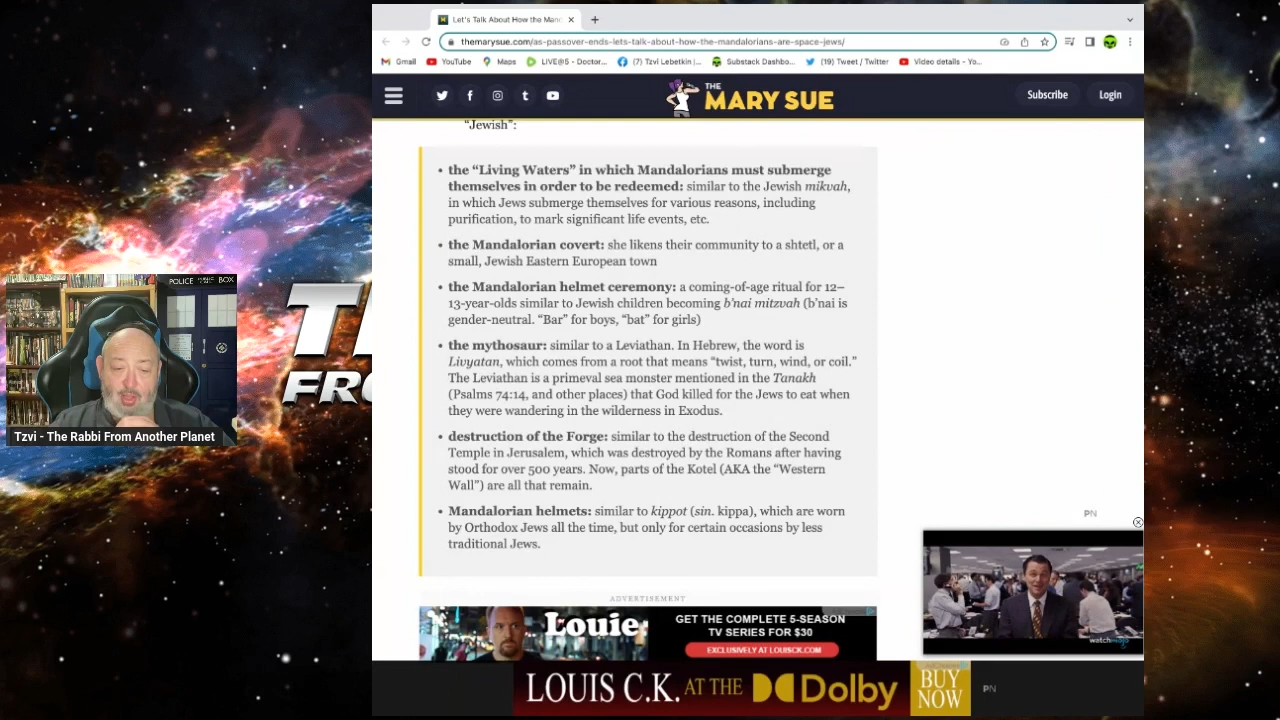 Let's Talk About How the Mand
themarysue.com/as-passover-ends-lets-talk-about-how-the-mandalorians-are-space-jews/
Gmail YouTube Maps LIVE@5 - Doctor... (7) Tzvi Lebetkin |... Substack Dashbo... (19) Tweet / Twitter Video details - Yo...
THE
MARY SUE
Subscribe Login
“Jewish”:
• the “Living Waters” in which Mandalorians must submerge
themselves in order to be redeemed: similar to the Jewish mikvah,
in which Jews submerge themselves for various reasons, including
purification, to mark significant life events, etc.
• the Mandalorian covert: she likens their community to a shtetl, or a
small, Jewish Eastern European town
• the Mandalorian helmet ceremony: a coming-of-age ritual for 12–
13-year-olds similar to Jewish children becoming b’nai mitzvah (b’nai is
gender-neutral. “Bar” for boys, “bat” for girls)
• the mythosaur: similar to a Leviathan. In Hebrew, the word is
Livyatan, which comes from a root that means “twist, turn, wind, or coil.”
The Leviathan is a primeval sea monster mentioned in the Tanakh
(Psalms 74:14, and other places) that God killed for the Jews to eat when
they were wandering in the wilderness in Exodus.
• destruction of the Forge: similar to the destruction of the Second
Temple in Jerusalem, which was destroyed by the Romans after having
stood for over 500 years. Now, parts of the Kotel (AKA the “Western
Wall”) are all that remain.
• Mandalorian helmets: similar to kippot (sin. kippa), which are worn
by Orthodox Jews all the time, but only for certain occasions by less
traditional Jews.
ADVERTISEMENT
Louie
GET THE COMPLETE 5-SEASON
TV SERIES FOR $30
EXCLUSIVELY AT LOUISCK.COM
PN
watchmojo
LOUIS C.K. AT THE Dolby
BUY
NOW
PN
POLICE BOX
T
FRO
Tzvi - The Rabbi From Another Planet